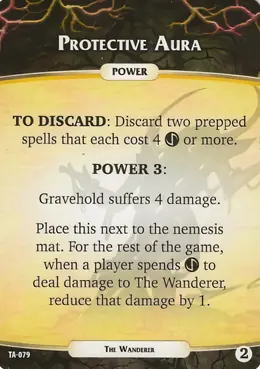 PROTECTIVE AURA
POWER
TO DISCARD: Discard two prepped
spells that each cost 4 or more.
POWER 3:
Gravehold suffers 4 damage.
Place this next to the nemesis
mat. For the rest of the game,
when a player spends to
deal damage to The Wanderer,
reduce that damage by 1.
THE WANDERER
TA-079
2